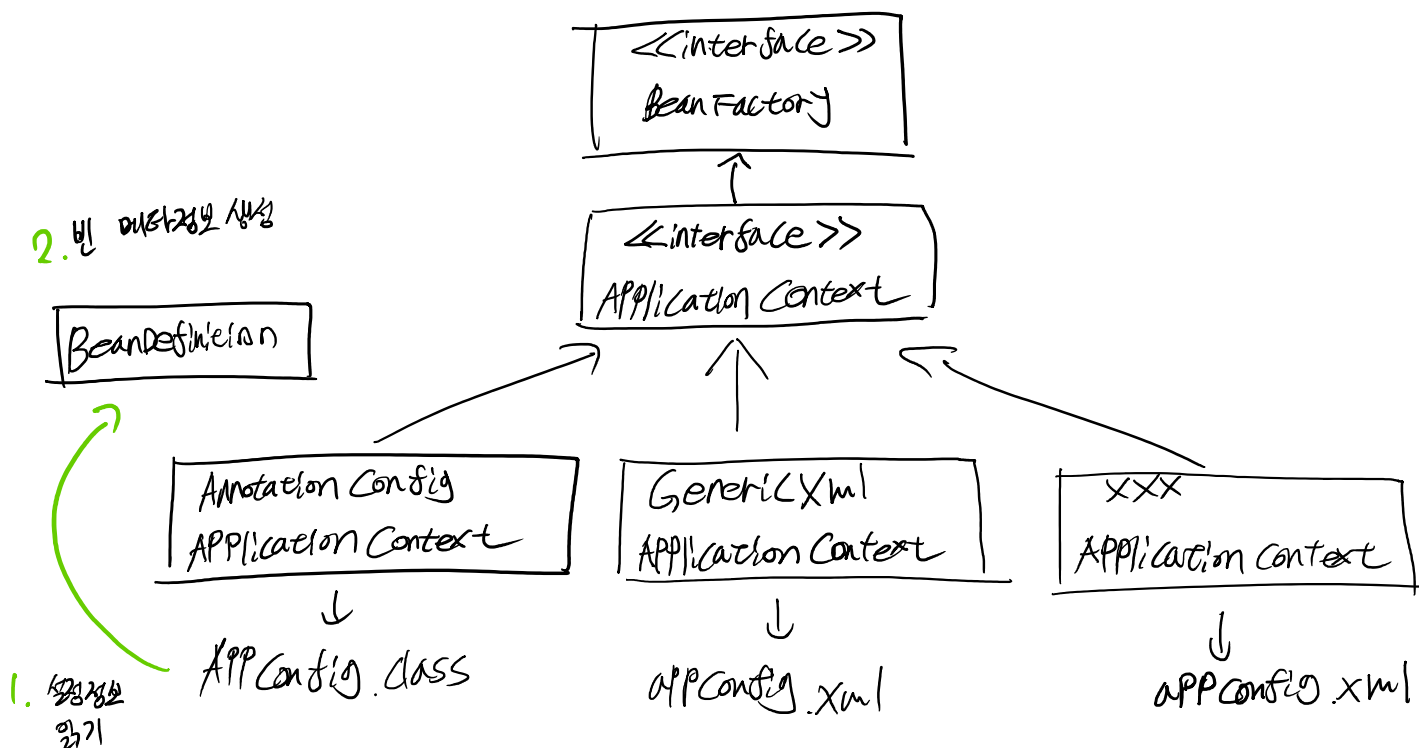 <<interface>>
BeanFactory
2. 빈 메타정보 생성
<<interface>>
Application Context
BeanDefinition
Annotation Config
Application Context
GenericXml
Application Context
XXX
Application Context
AppConfig.class
appConfig.xml
appConfig.xml
1. 설정정보
읽기